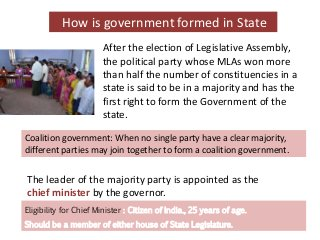 How is government formed in State
After the election of Legislative Assembly,
the political party whose MLAs won more
than half the number of constituencies in a
state is said to be in a majority and has the
first right to form the Government of the
state.
Coalition government: When no single party have a clear majority,
different parties may join together to form a coalition government.
The leader of the majority party is appointed as the
chief minister by the governor.
Eligibility for Chief Minister : Citizen of India., 25 years of age.
Should be a member of either house of State Legislature.